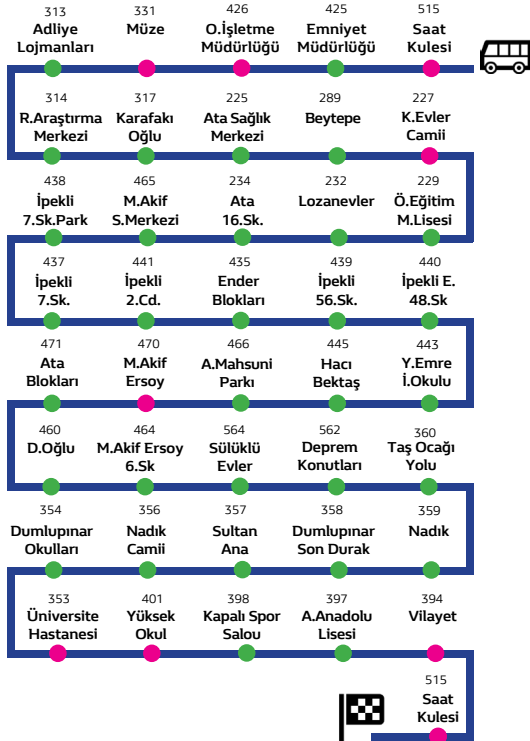 313
Adliye
Lojmanları
331
Müze
426
O.İşletme
Müdürlüğü
425
Emniyet
Müdürlüğü
515
Saat
Kulesi
314
R.Araştırma
Merkezi
317
Karafakı
Oğlu
225
Ata Sağlık
Merkezi
289
Beytepe
227
K.Evler
Camii
438
İpekli
7.Sk.Park
465
M.Akif
S.Merkezi
234
Ata
16.Sk.
232
Lozanevler
229
Ö.Eğitim
M.Lisesi
437
İpekli
7.Sk.
441
İpekli
2.Cd.
435
Ender
Blokları
439
İpekli
56.Sk.
440
İpekli E.
48.Sk
471
Ata
Blokları
470
M.Akif
Ersoy
466
A.Mahsuni
Parkı
445
Hacı
Bektaş
443
Y.Emre
İ.Okulu
460
D.Oğlu
464
M.Akif Ersoy
6.Sk
564
Sülüklü
Evler
562
Deprem
Konutları
360
Taş Ocağı
Yolu
354
Dumlupınar
Okulları
356
Nadık
Camii
357
Sultan
Ana
358
Dumlupınar
Son Durak
359
Nadık
353
Üniversite
Hastanesi
401
Yüksek
Okul
398
Kapalı Spor
Salou
397
A.Anadolu
Lisesi
394
Vilayet
515
Saat
Kulesi